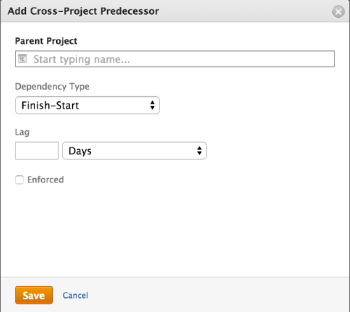 Add Cross-Project Predecessor
Parent Project
Start typing name...
Dependency Type
Finish-Start
Lag
Days
Enforced
Save Cancel